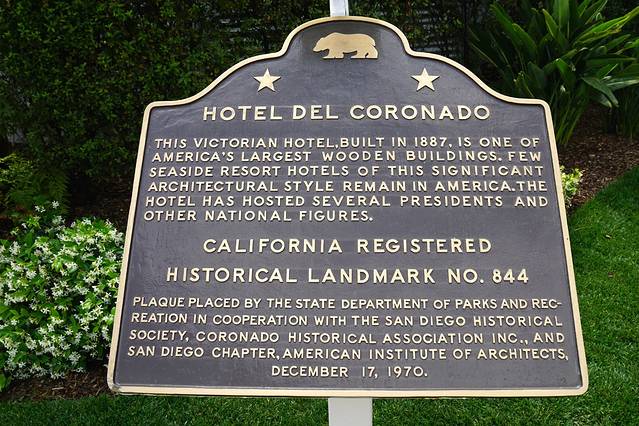 HOTEL DEL CORONADO
THIS VICTORIAN HOTEL, BUILT IN 1887, IS ONE OF
AMERICA'S LARGEST WOODEN BUILDINGS. FEW
SEASIDE RESORT HOTELS OF THIS SIGNIFICANT
ARCHITECTURAL STYLE REMAIN IN AMERICA. THE
HOTEL HAS HOSTED SEVERAL PRESIDENTS AND
OTHER NATIONAL FIGURES.
CALIFORNIA REGISTERED
HISTORICAL LANDMARK NO. 844
PLAQUE PLACED BY THE STATE DEPARTMENT OF PARKS AND REC-
REATION IN COOPERATION WITH THE SAN DIEGO HISTORICAL
SOCIETY, CORONADO HISTORICAL ASSOCIATION INC., AND
SAN DIEGO CHAPTER, AMERICAN INSTITUTE OF ARCHITECTS,
DECEMBER 17, 1970.